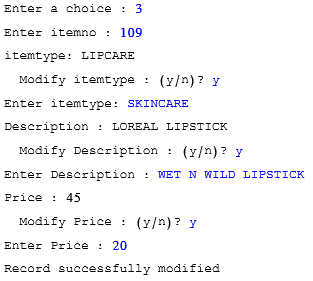 Enter a choice : 3
Enter itemno : 109
itemtype: LIPCARE
Modify itemtype : (y/n)? y
Enter itemtype: SKINCARE
Description : LOREAL LIPSTICK
Modify Description : (y/n)? y
Enter Description : WET N WILD LIPSTICK
Price : 45
Modify Price : (y/n)? y
Enter Price : 20
Record successfully modified